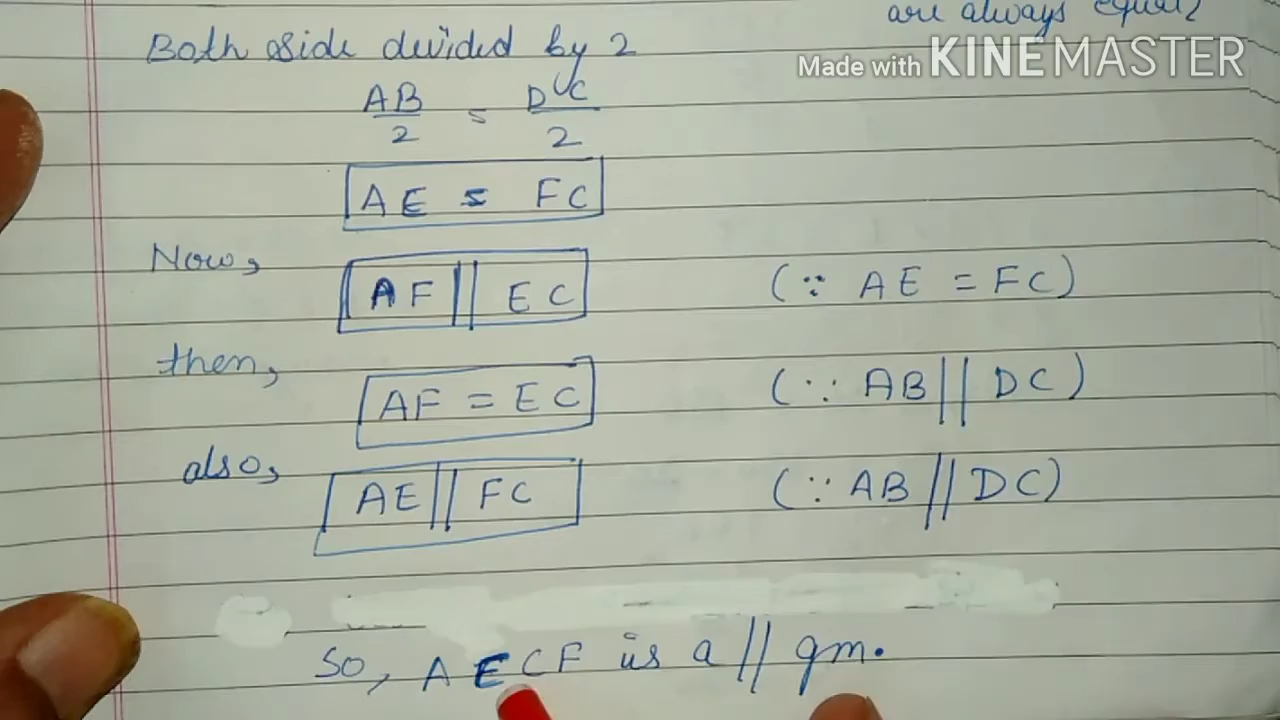 are always equal)
Made with KINEMASTER
Both side devided by 2
AB/2 = DC/2
AE = FC
Now, AF || EC (∵ AE = FC)
then, AF = EC (∵ AB || DC)
also, AE || FC (∵ AB || DC)
So, AECF is a ||gm.